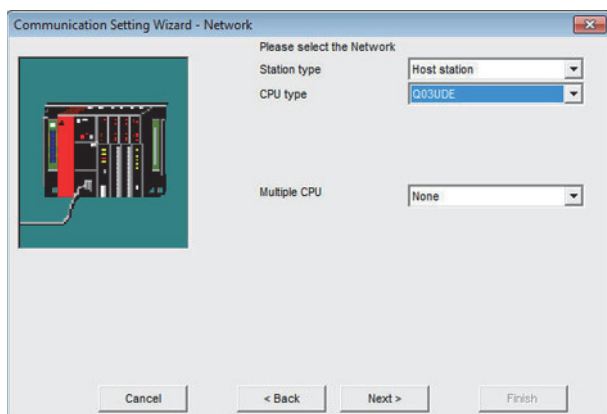 Communication Setting Wizard - Network
Please select the Network
Station type Host station
CPU type Q03UDE
Multiple CPU None
Cancel < Back Next > Finish